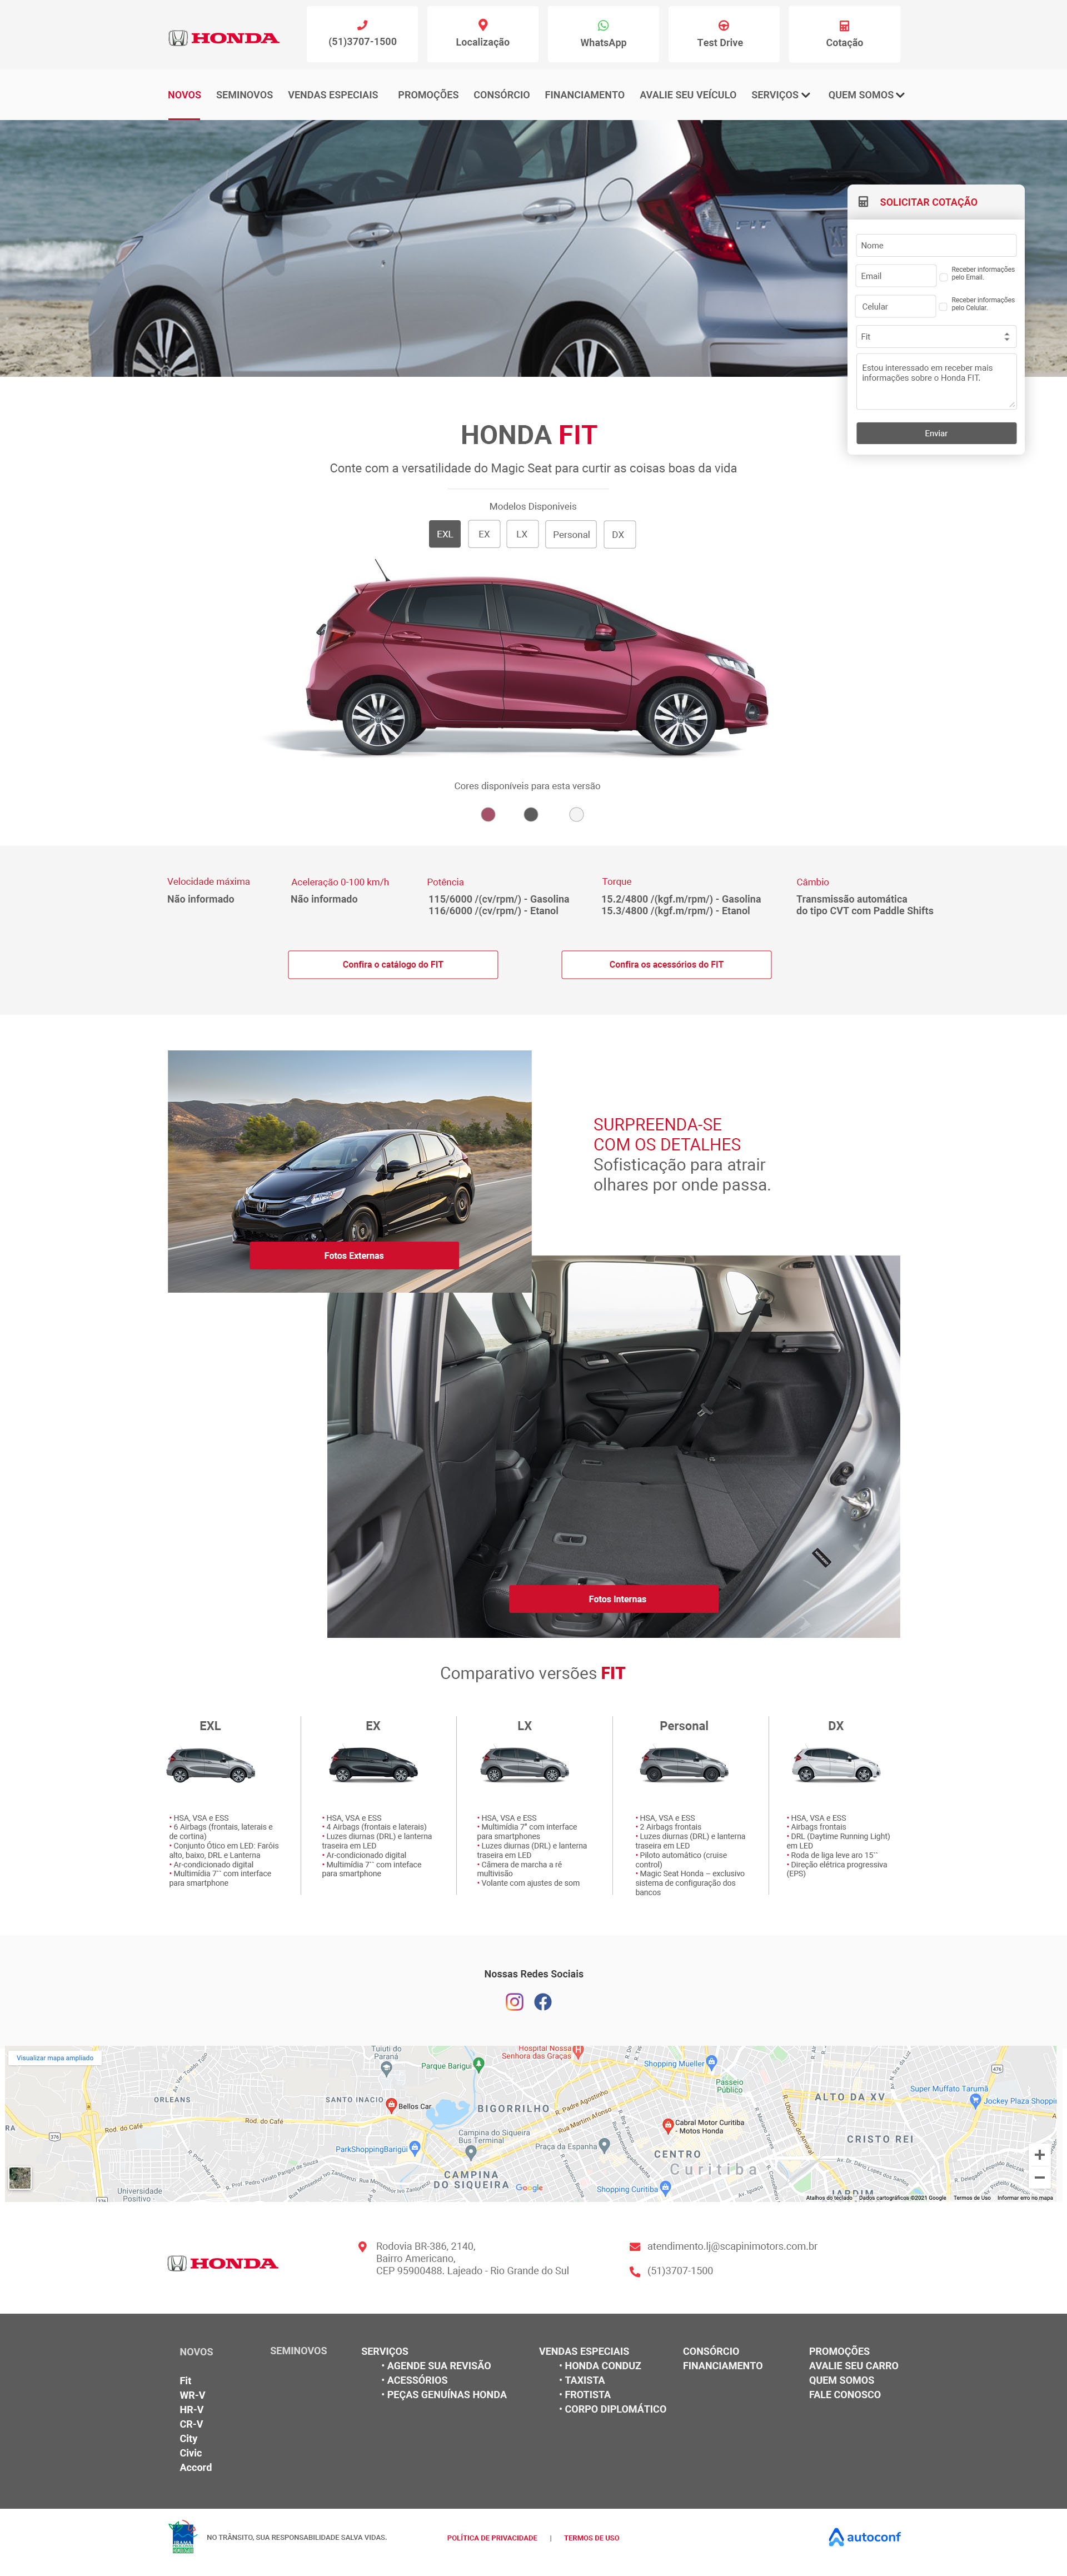 HONDA
(51)3707-1500
Localização
WhatsApp
Test Drive
Cotação
NOVOS SEMINOVOS VENDAS ESPECIAIS PROMOÇÕES CONSÓRCIO FINANCIAMENTO AVALIE SEU VEÍCULO SERVIÇOS QUEM SOMOS
SOLICITAR COTAÇÃO
Nome
Email
Receber informações
pelo Email.
Celular
Receber informações
pelo Celular.
Fit
Estou interessado em receber mais
informações sobre o Honda FIT.
Enviar
HONDA FIT
Conte com a versatilidade do Magic Seat para curtir as coisas boas da vida
Modelos Disponiveis
EXL EX LX Personal DX
Cores disponíveis para esta versão
Velocidade máxima
Não informado
Aceleração 0-100 km/h
Não informado
Potência
115/6000 /(cv/rpm/) - Gasolina
116/6000 /(cv/rpm/) - Etanol
Torque
15.2/4800 /(kgf.m/rpm/) - Gasolina
15.3/4800 /(kgf.m/rpm/) - Etanol
Câmbio
Transmissão automática
do tipo CVT com Paddle Shifts
Confira o catálogo do FIT
Confira os acessórios do FIT
SURPREENDA-SE
COM OS DETALHES
Sofisticação para atrair
olhares por onde passa.
Fotos Externas
Fotos Internas
Comparativo versões FIT
EXL
• HSA, VSA e ESS
• 6 Airbags (frontais, laterais e
de cortina)
• Conjunto Ótico em LED: Faróis
alto, baixo, DRL e Lanterna
• Ar-condicionado digital
• Multimídia 7´´ com interface
para smartphone
EX
• HSA, VSA e ESS
• 4 Airbags (frontais e laterais)
• Luzes diurnas (DRL) e lanterna
traseira em LED
• Ar-condicionado digital
• Multimídia 7´´ com inteface
para smartphone
LX
• HSA, VSA e ESS
• Multimídia 7" com interface
para smartphones
• Luzes diurnas (DRL) e lanterna
traseira em LED
• Câmera de marcha a ré
multivisão
• Volante com ajustes de som
Personal
• HSA, VSA e ESS
• 2 Airbags frontais
• Luzes diurnas (DRL) e lanterna
traseira em LED
• Piloto automático (cruise
control)
• Magic Seat Honda – exclusivo
sistema de configuração dos
bancos
DX
• HSA, VSA e ESS
• Airbags frontais
• DRL (Daytime Running Light)
em LED
• Roda de liga leve aro 15´´
• Direção elétrica progressiva
(EPS)
Nossas Redes Sociais
Visualizar mapa ampliado
Tuiuti do
Paraná
Parque Barigui
Hospital Nossa
Senhora das Graças
Shopping Mueller
Passeio
Público
ORLEANS
SANTO INACIO
Bellos Car
BIGORRILHO
R. Padre Agostinho
Rua Martim Afonso
ALTO DA XV
Super Muffato Tarumã
476
Jockey Plaza Shoppi
Rod. do Café
Rod. do Café
376
376
Campina do Siqueira
Bus Terminal
Praça da Espanha
Cabral Motor Curitiba
- Motos Honda
CRISTO REI
ParkShoppingBarigüi
CENTRO
Curitiba
CAMPINA
DO SIQUEIRA
Google
Shopping Curitiba
Universidade
Positivo -
376
476
JARDIM
Atalhos do teclado Dados cartográficos ©2021 Google Termos de Uso Informar erro no mapa
HONDA
Rodovia BR-386, 2140,
Bairro Americano,
CEP 95900488. Lajeado - Rio Grande do Sul
atendimento.lj@scapinimotors.com.br
(51)3707-1500
NOVOS
Fit
WR-V
HR-V
CR-V
City
Civic
Accord
SEMINOVOS
SERVIÇOS
• AGENDE SUA REVISÃO
• ACESSÓRIOS
• PEÇAS GENUÍNAS HONDA
VENDAS ESPECIAIS
• HONDA CONDUZ
• TAXISTA
• FROTISTA
• CORPO DIPLOMÁTICO
CONSÓRCIO
FINANCIAMENTO
PROMOÇÕES
AVALIE SEU CARRO
QUEM SOMOS
FALE CONOSCO
IBAMA
NO TRÂNSITO, SUA RESPONSABILIDADE SALVA VIDAS.
POLÍTICA DE PRIVACIDADE | TERMOS DE USO
autoconf